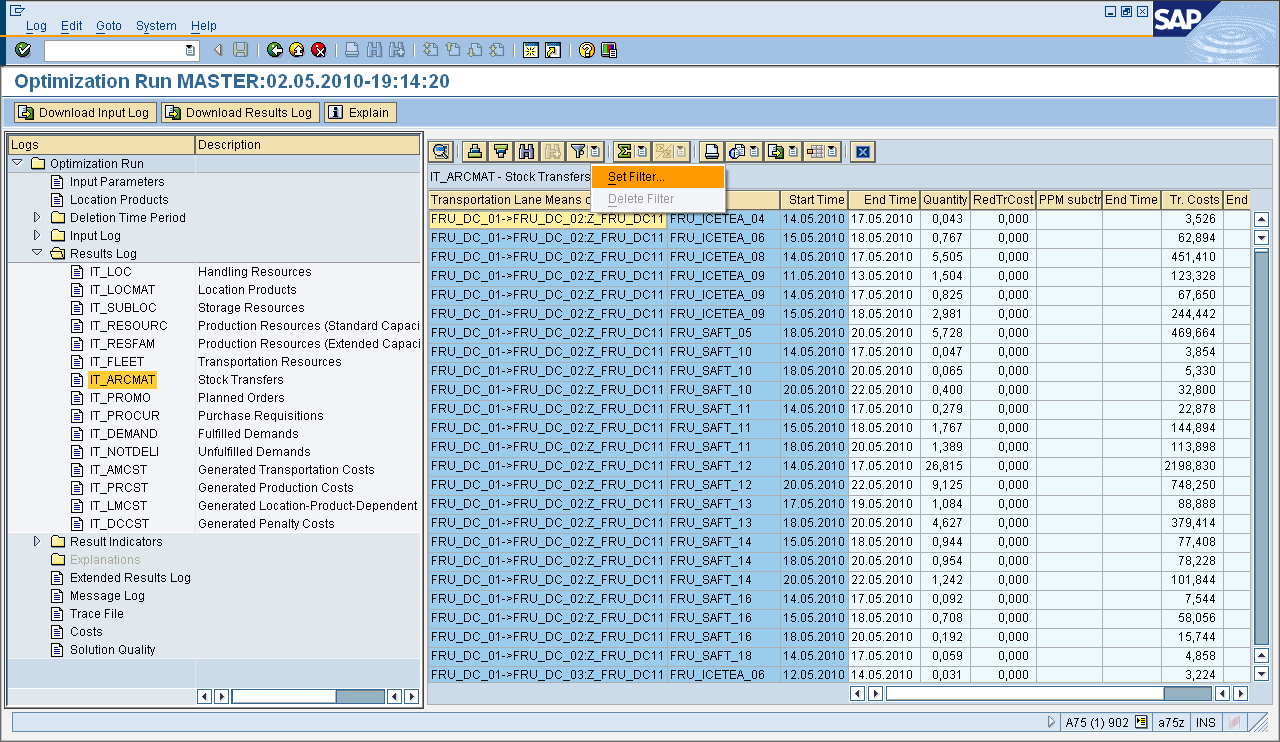 Log Edit Goto System Help
SAP
Optimization Run MASTER:02.05.2010-19:14:20
Download Input Log Download Results Log Explain
Logs Description
Optimization Run
Input Parameters
Location Products
Deletion Time Period
Input Log
Results Log
IT_LOC Handling Resources
IT_LOCMAT Location Products
IT_SUBLOC Storage Resources
IT_RESOURC Production Resources (Standard Capaci
IT_RESFAM Production Resources (Extended Capaci
IT_FLEET Transportation Resources
IT_ARCMAT Stock Transfers
IT_PROMO Planned Orders
IT_PROCUR Purchase Requisitions
IT_DEMAND Fulfilled Demands
IT_NOTDELI Unfulfilled Demands
IT_AMCST Generated Transportation Costs
IT_PRCST Generated Production Costs
IT_LMCST Generated Location-Product-Dependent
IT_DCCST Generated Penalty Costs
Result Indicators
Explanations
Extended Results Log
Message Log
Trace File
Costs
Solution Quality
IT_ARCMAT - Stock Transfers
Set Filter...
Delete Filter
Transportation Lane Means Start Time End Time Quantity RedTrCost PPM subctr End Time Tr. Costs End
FRU_DC_01->FRU_DC_02:Z_FRU_DC11 FRU_ICETEA_04 14.05.2010 17.05.2010 0,043 0,000 3,526
FRU_DC_01->FRU_DC_02:Z_FRU_DC11 FRU_ICETEA_06 15.05.2010 18.05.2010 0,767 0,000 62,894
FRU_DC_01->FRU_DC_02:Z_FRU_DC11 FRU_ICETEA_08 14.05.2010 17.05.2010 5,505 0,000 451,410
FRU_DC_01->FRU_DC_02:Z_FRU_DC11 FRU_ICETEA_09 11.05.2010 13.05.2010 1,504 0,000 123,328
FRU_DC_01->FRU_DC_02:Z_FRU_DC11 FRU_ICETEA_09 14.05.2010 17.05.2010 0,825 0,000 67,650
FRU_DC_01->FRU_DC_02:Z_FRU_DC11 FRU_ICETEA_09 15.05.2010 18.05.2010 2,981 0,000 244,442
FRU_DC_01->FRU_DC_02:Z_FRU_DC11 FRU_SAFT_05 18.05.2010 20.05.2010 5,728 0,000 469,664
FRU_DC_01->FRU_DC_02:Z_FRU_DC11 FRU_SAFT_10 14.05.2010 17.05.2010 0,047 0,000 3,854
FRU_DC_01->FRU_DC_02:Z_FRU_DC11 FRU_SAFT_10 18.05.2010 20.05.2010 0,065 0,000 5,330
FRU_DC_01->FRU_DC_02:Z_FRU_DC11 FRU_SAFT_10 20.05.2010 22.05.2010 0,400 0,000 32,800
FRU_DC_01->FRU_DC_02:Z_FRU_DC11 FRU_SAFT_11 14.05.2010 17.05.2010 0,279 0,000 22,878
FRU_DC_01->FRU_DC_02:Z_FRU_DC11 FRU_SAFT_11 15.05.2010 18.05.2010 1,767 0,000 144,894
FRU_DC_01->FRU_DC_02:Z_FRU_DC11 FRU_SAFT_11 18.05.2010 20.05.2010 1,389 0,000 113,898
FRU_DC_01->FRU_DC_02:Z_FRU_DC11 FRU_SAFT_12 14.05.2010 17.05.2010 26,815 0,000 2198,830
FRU_DC_01->FRU_DC_02:Z_FRU_DC11 FRU_SAFT_12 20.05.2010 22.05.2010 9,125 0,000 748,250
FRU_DC_01->FRU_DC_02:Z_FRU_DC11 FRU_SAFT_13 17.05.2010 19.05.2010 1,084 0,000 88,888
FRU_DC_01->FRU_DC_02:Z_FRU_DC11 FRU_SAFT_13 18.05.2010 20.05.2010 4,627 0,000 379,414
FRU_DC_01->FRU_DC_02:Z_FRU_DC11 FRU_SAFT_14 15.05.2010 18.05.2010 0,944 0,000 77,408
FRU_DC_01->FRU_DC_02:Z_FRU_DC11 FRU_SAFT_14 18.05.2010 20.05.2010 0,954 0,000 78,228
FRU_DC_01->FRU_DC_02:Z_FRU_DC11 FRU_SAFT_14 20.05.2010 22.05.2010 1,242 0,000 101,844
FRU_DC_01->FRU_DC_02:Z_FRU_DC11 FRU_SAFT_16 14.05.2010 17.05.2010 0,092 0,000 7,544
FRU_DC_01->FRU_DC_02:Z_FRU_DC11 FRU_SAFT_16 15.05.2010 18.05.2010 0,708 0,000 58,056
FRU_DC_01->FRU_DC_02:Z_FRU_DC11 FRU_SAFT_16 18.05.2010 20.05.2010 0,192 0,000 15,744
FRU_DC_01->FRU_DC_02:Z_FRU_DC11 FRU_SAFT_18 14.05.2010 17.05.2010 0,059 0,000 4,858
FRU_DC_01->FRU_DC_03:Z_FRU_DC11 FRU_ICETEA_06 12.05.2010 14.05.2010 0,031 0,000 3,224
A75 (1) 902 a75z INS